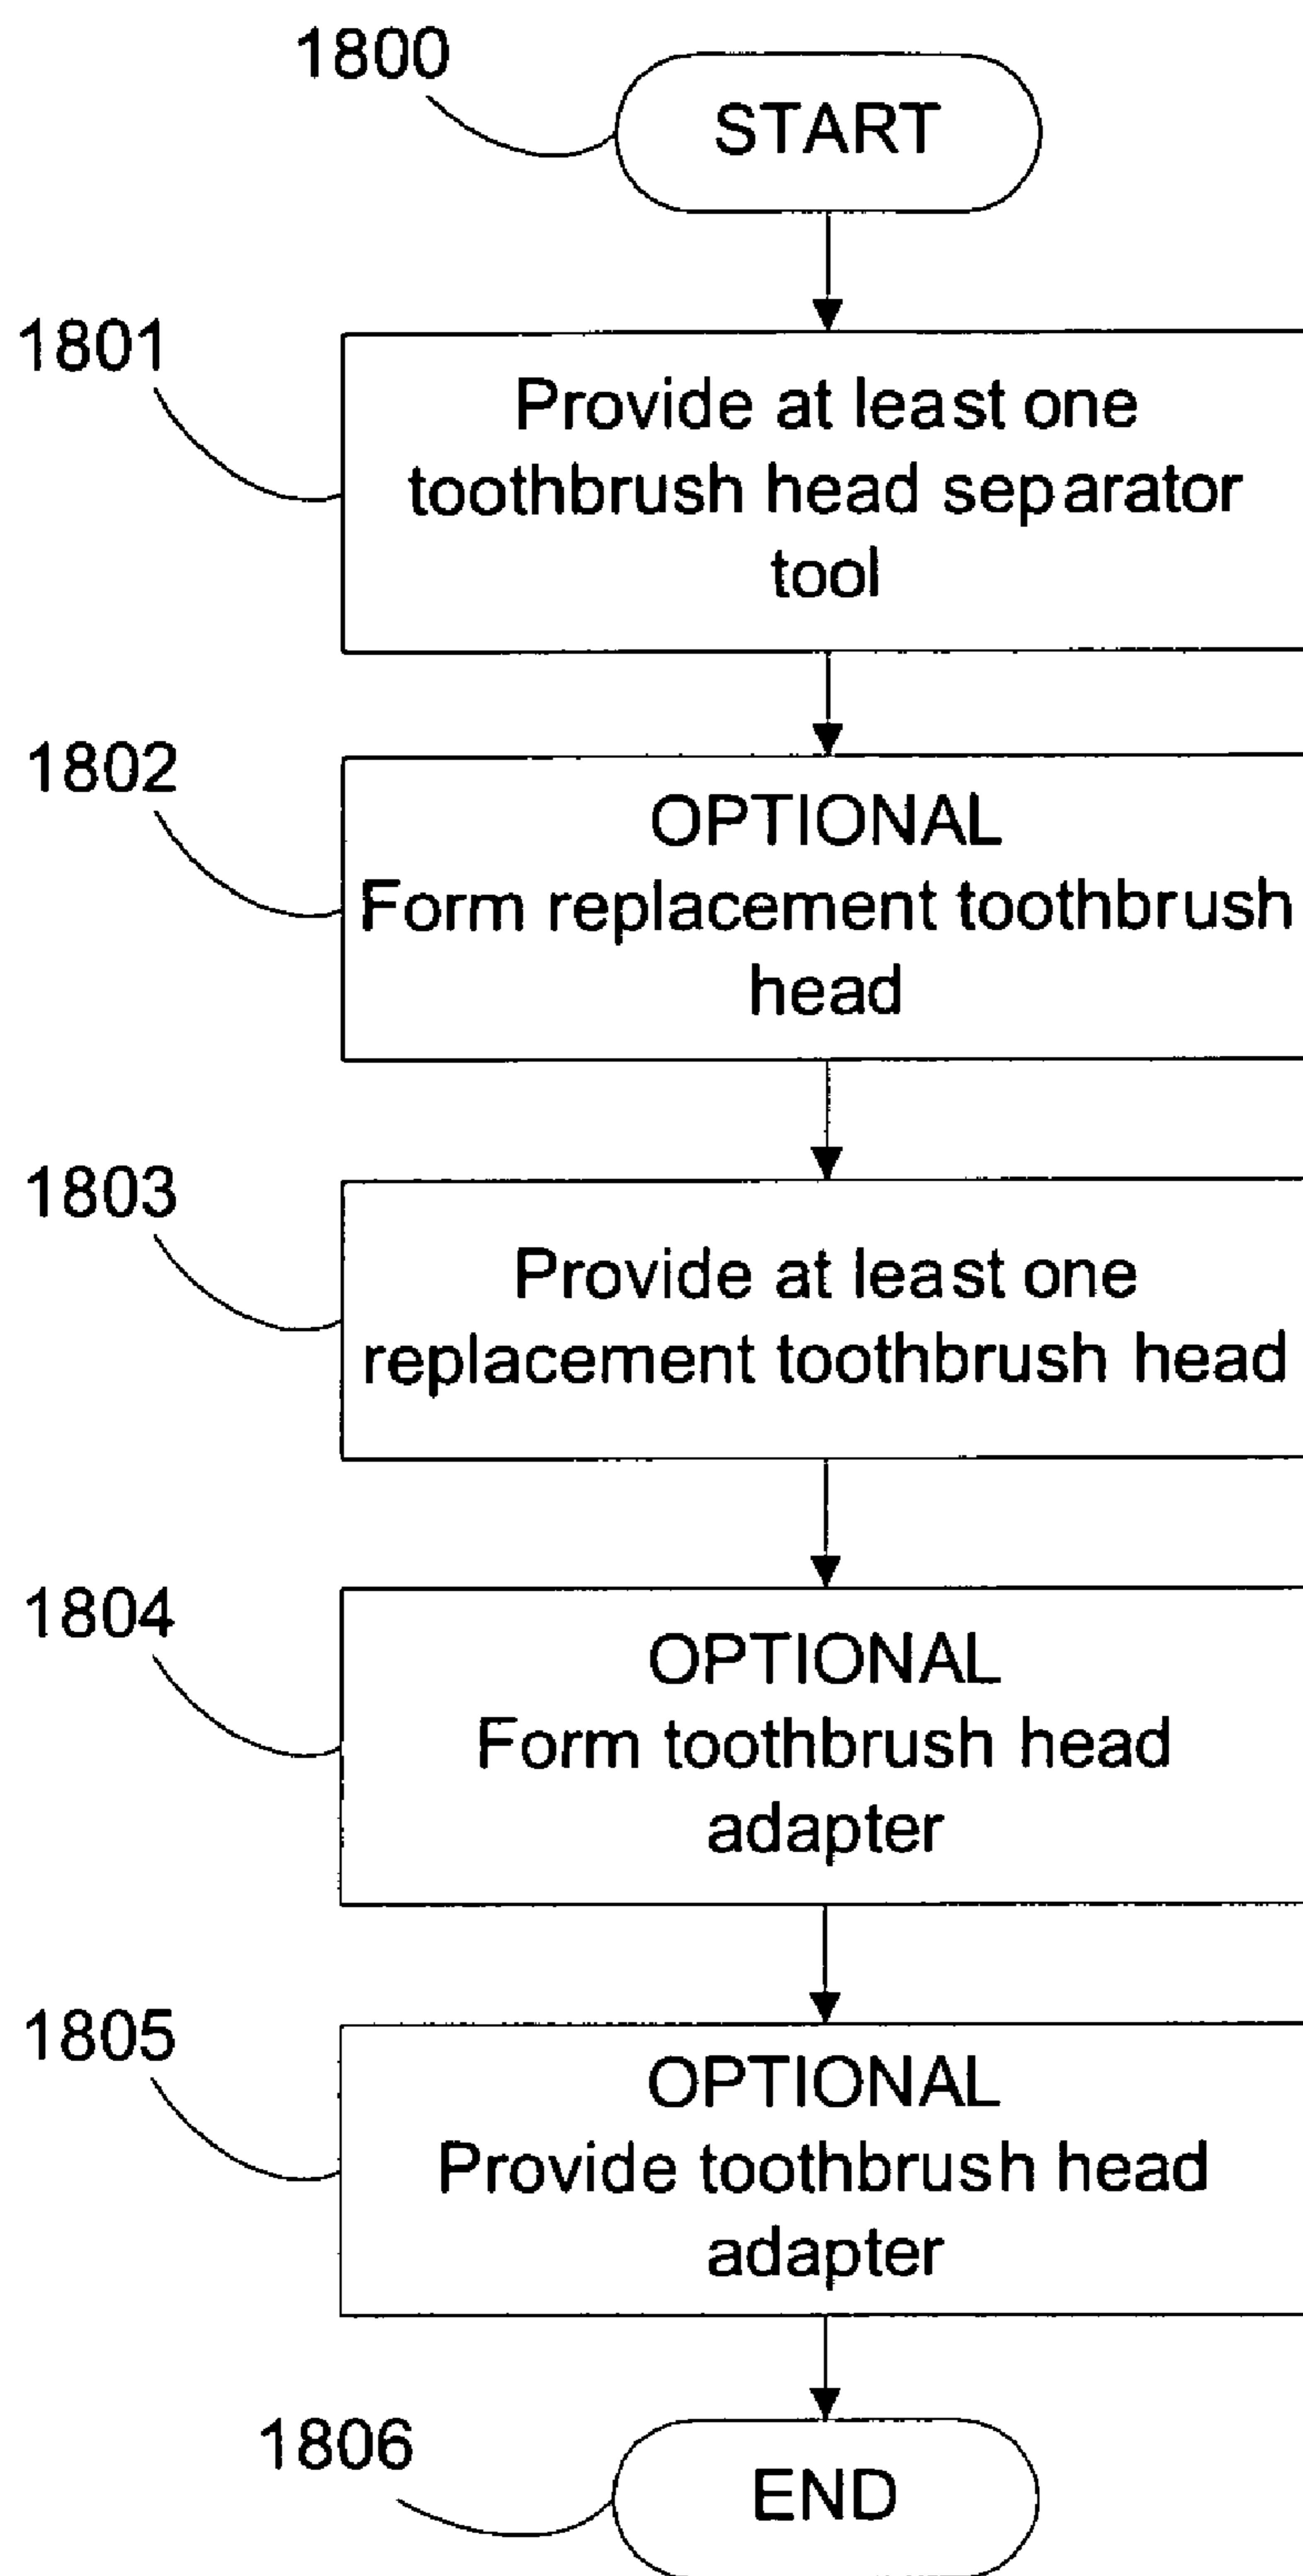 1800
START
1801
Provide at least one
toothbrush head separator
tool
1802
OPTIONAL
Form replacement toothbrush
head
1803
Provide at least one
replacement toothbrush head
1804
OPTIONAL
Form toothbrush head
adapter
1805
OPTIONAL
Provide toothbrush head
adapter
1806
END